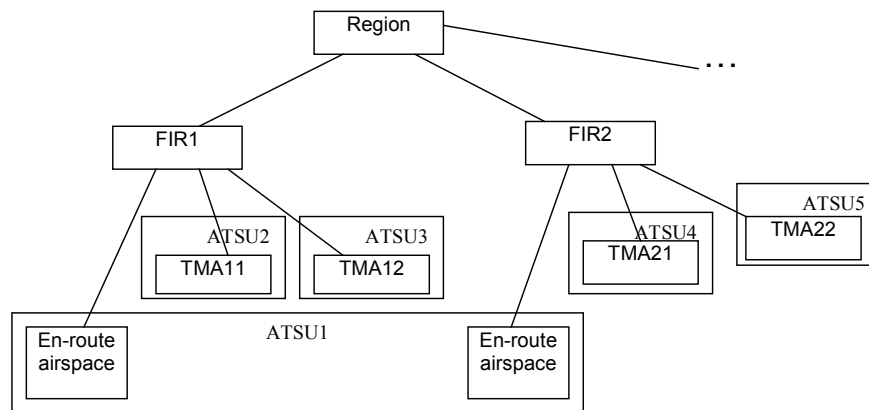 Region
...
FIR1
FIR2
ATSU2
TMA11
ATSU3
TMA12
ATSU4
TMA21
ATSU5
TMA22
ATSU1
En-route
airspace
En-route
airspace